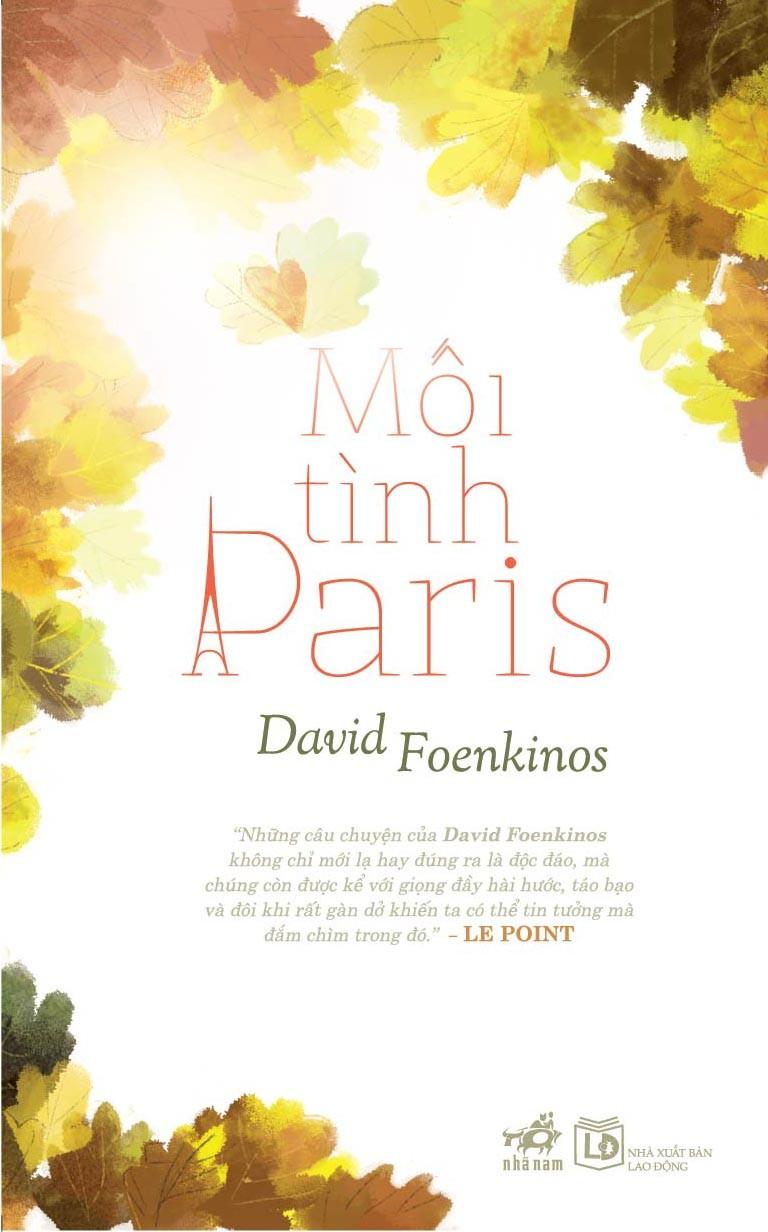 Mối
tình
Paris
David Foenkinos
“Những câu chuyện của David Foenkinos
không chỉ mới lạ hay đúng ra là độc đáo, mà
chúng còn được kể với giọng đầy hài hước, táo bạo
và đôi khi rất gàn dở khiến ta có thể tin tưởng mà
đắm chìm trong đó.” – LE POINT
nhã nam
LĐ
NHÀ XUẤT BẢN
LAO ĐỘNG